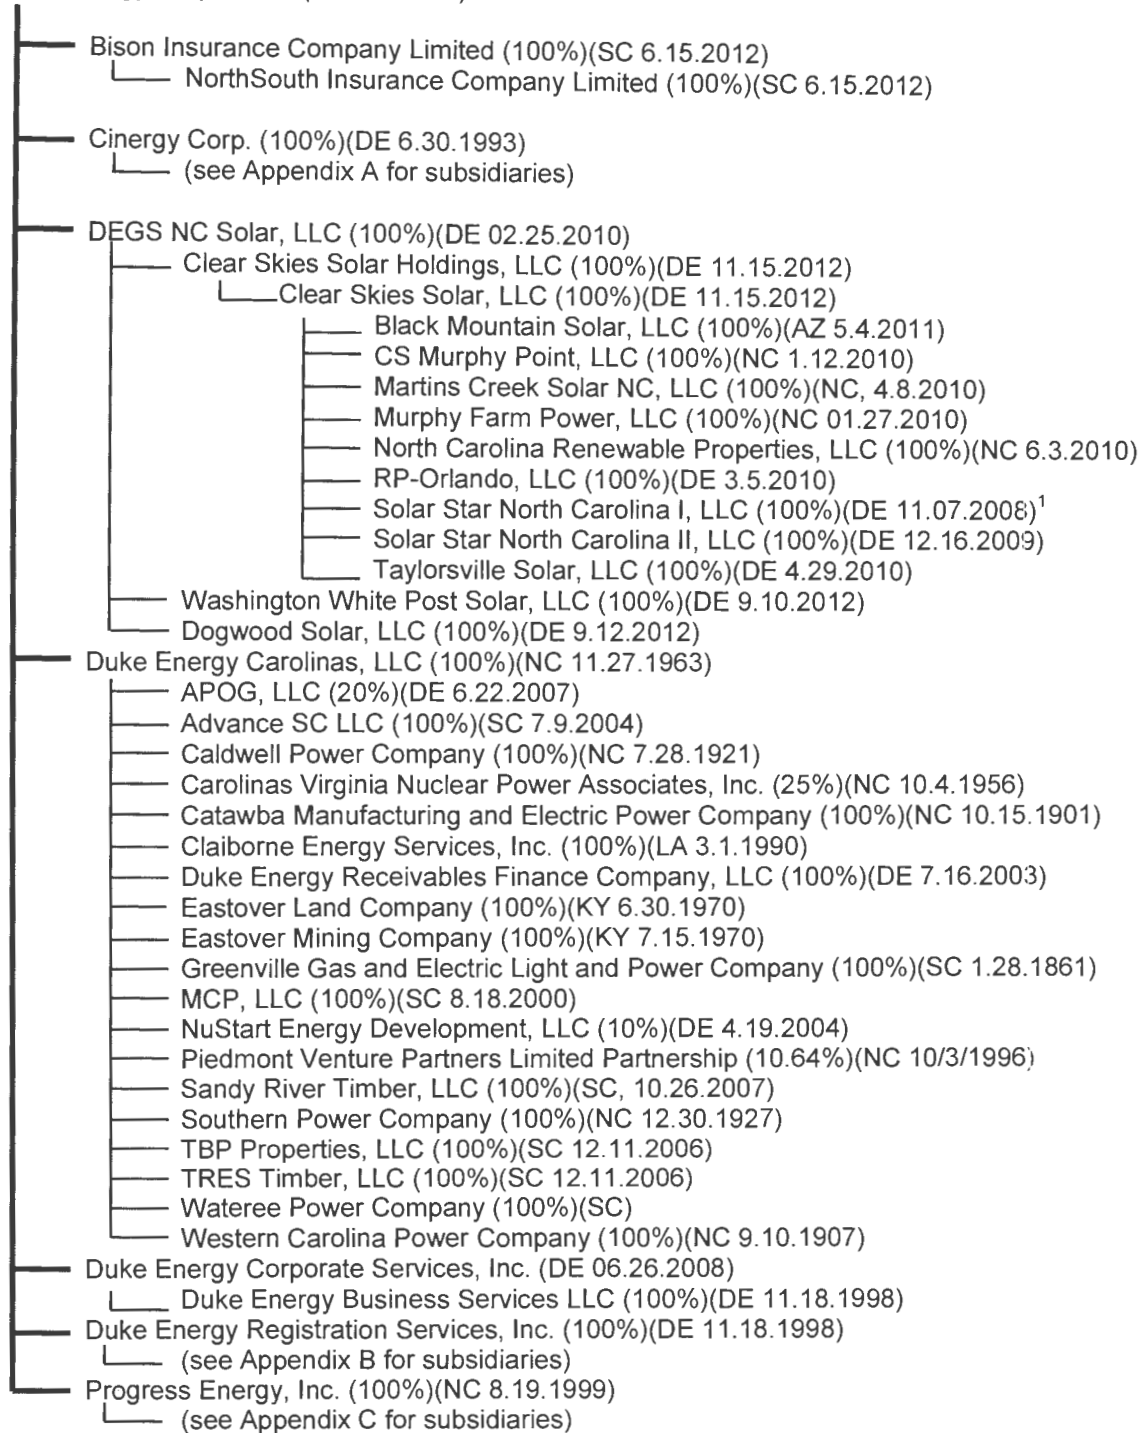 Bison Insurance Company Limited (100%)(SC 6.15.2012)
NorthSouth Insurance Company Limited (100%)(SC 6.15.2012)
Cinergy Corp. (100%)(DE 6.30.1993)
(see Appendix A for subsidiaries)
DEGS NC Solar, LLC (100%)(DE 02.25.2010)
Clear Skies Solar Holdings, LLC (100%)(DE 11.15.2012)
Clear Skies Solar, LLC (100%)(DE 11.15.2012)
Black Mountain Solar, LLC (100%)(AZ 5.4.2011)
CS Murphy Point, LLC (100%)(NC 1.12.2010)
Martins Creek Solar NC, LLC (100%)(NC, 4.8.2010)
Murphy Farm Power, LLC (100%)(NC 01.27.2010)
North Carolina Renewable Properties, LLC (100%)(NC 6.3.2010)
RP-Orlando, LLC (100%)(DE 3.5.2010)
Solar Star North Carolina I, LLC (100%)(DE 11.07.2008)¹
Solar Star North Carolina II, LLC (100%)(DE 12.16.2009)
Taylorsville Solar, LLC (100%)(DE 4.29.2010)
Washington White Post Solar, LLC (100%)(DE 9.10.2012)
Dogwood Solar, LLC (100%)(DE 9.12.2012)
Duke Energy Carolinas, LLC (100%)(NC 11.27.1963)
APOG, LLC (20%)(DE 6.22.2007)
Advance SC LLC (100%)(SC 7.9.2004)
Caldwell Power Company (100%)(NC 7.28.1921)
Carolinas Virginia Nuclear Power Associates, Inc. (25%)(NC 10.4.1956)
Catawba Manufacturing and Electric Power Company (100%)(NC 10.15.1901)
Claiborne Energy Services, Inc. (100%)(LA 3.1.1990)
Duke Energy Receivables Finance Company, LLC (100%)(DE 7.16.2003)
Eastover Land Company (100%)(KY 6.30.1970)
Eastover Mining Company (100%)(KY 7.15.1970)
Greenville Gas and Electric Light and Power Company (100%)(SC 1.28.1861)
MCP, LLC (100%)(SC 8.18.2000)
NuStart Energy Development, LLC (10%)(DE 4.19.2004)
Piedmont Venture Partners Limited Partnership (10.64%)(NC 10/3/1996)
Sandy River Timber, LLC (100%)(SC, 10.26.2007)
Southern Power Company (100%)(NC 12.30.1927)
TBP Properties, LLC (100%)(SC 12.11.2006)
TRES Timber, LLC (100%)(SC 12.11.2006)
Wateree Power Company (100%)(SC)
Western Carolina Power Company (100%)(NC 9.10.1907)
Duke Energy Corporate Services, Inc. (DE 06.26.2008)
Duke Energy Business Services LLC (100%)(DE 11.18.1998)
Duke Energy Registration Services, Inc. (100%)(DE 11.18.1998)
(see Appendix B for subsidiaries)
Progress Energy, Inc. (100%)(NC 8.19.1999)
(see Appendix C for subsidiaries)